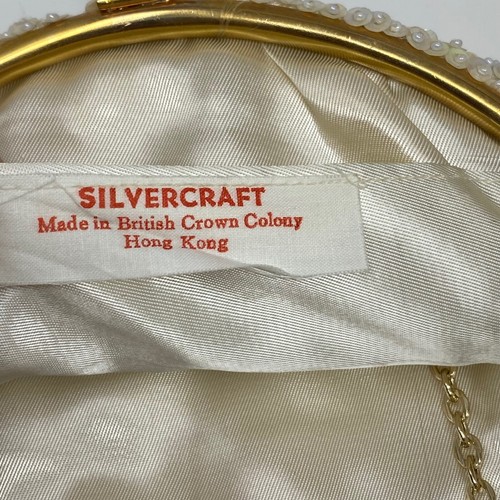 SILVERCRAFT
Made in British Crown Colony
Hong Kong